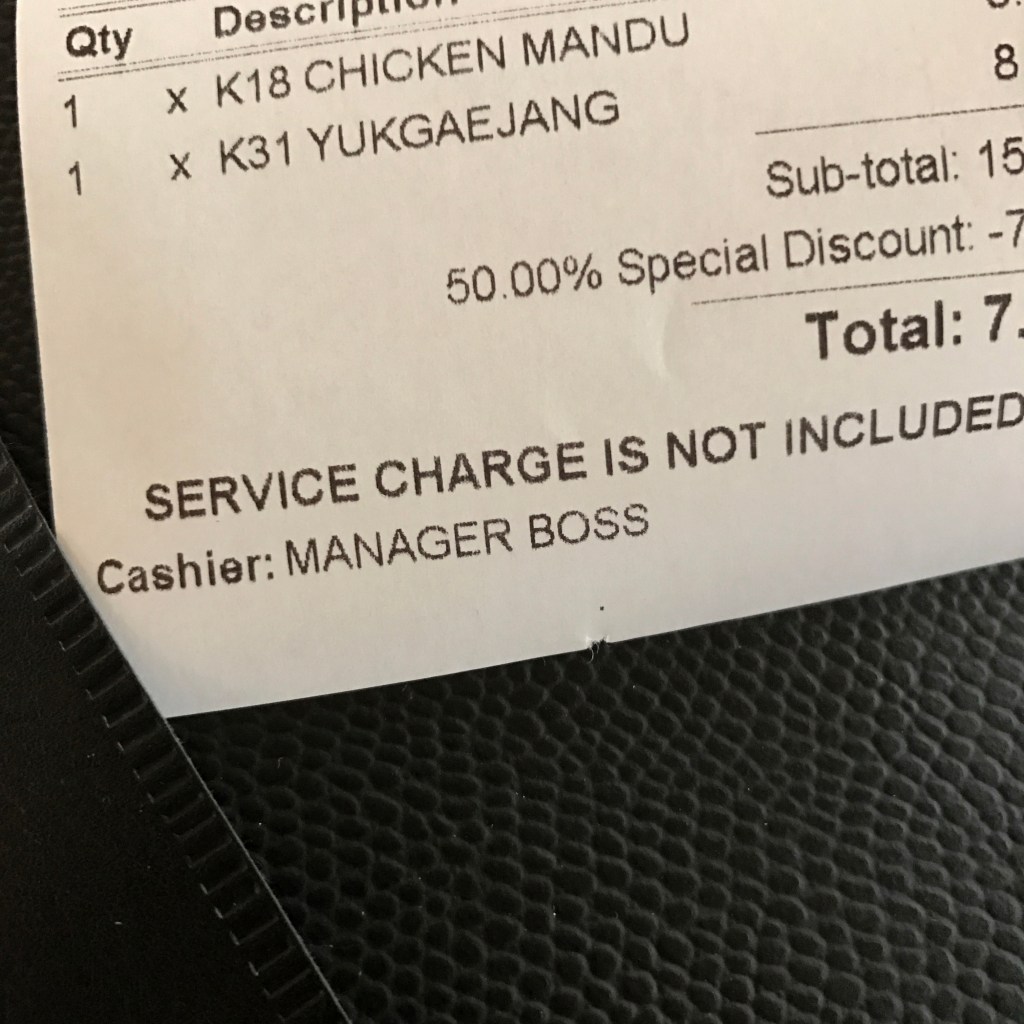 Qty Description
1 x K18 CHICKEN MANDU
1 x K31 YUKGAEJANG 8
Sub-total: 15
50.00% Special Discount: -7
Total: 7.
SERVICE CHARGE IS NOT INCLUDED
Cashier: MANAGER BOSS